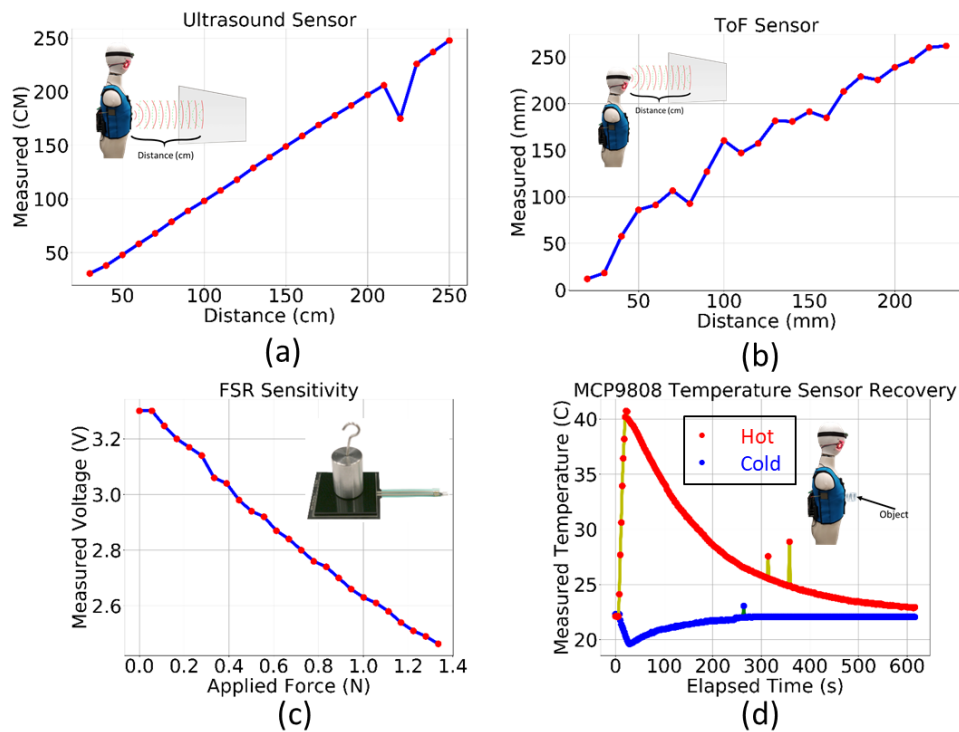 Ultrasound Sensor
Measured (CM)
250
200
150
100
50
Distance (cm)
50
100
150
200
250
Distance (cm)
(a)
ToF Sensor
Measured (mm)
250
200
150
100
50
0
Distance (cm)
50
100
150
200
Distance (mm)
(b)
FSR Sensitivity
Measured Voltage (V)
3.2
3.0
2.8
2.6
0.0
0.2
0.4
0.6
0.8
1.0
1.2
1.4
Applied Force (N)
(c)
MCP9808 Temperature Sensor Recovery
Measured Temperature (C)
40
35
30
25
20
Hot
Cold
Object
0
100
200
300
400
500
600
Elapsed Time (s)
(d)